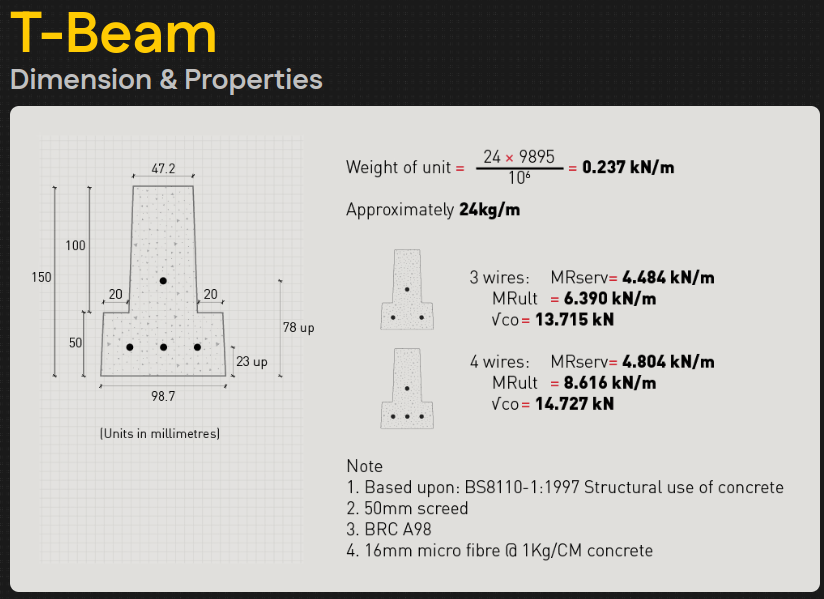 T-Beam
Dimension & Properties
47.2
100
150
20
20
50
78 up
23 up
98.7
(Units in millimetres)
Weight of unit = 24 × 9895 / 10⁶ = 0.237 kN/m
Approximately 24kg/m
3 wires: MRserv= 4.484 kN/m
MRult = 6.390 kN/m
√co= 13.715 kN
4 wires: MRserv= 4.804 kN/m
MRult = 8.616 kN/m
√co= 14.727 kN
Note
1. Based upon: BS8110-1:1997 Structural use of concrete
2. 50mm screed
3. BRC A98
4. 16mm micro fibre @ 1Kg/CM concrete